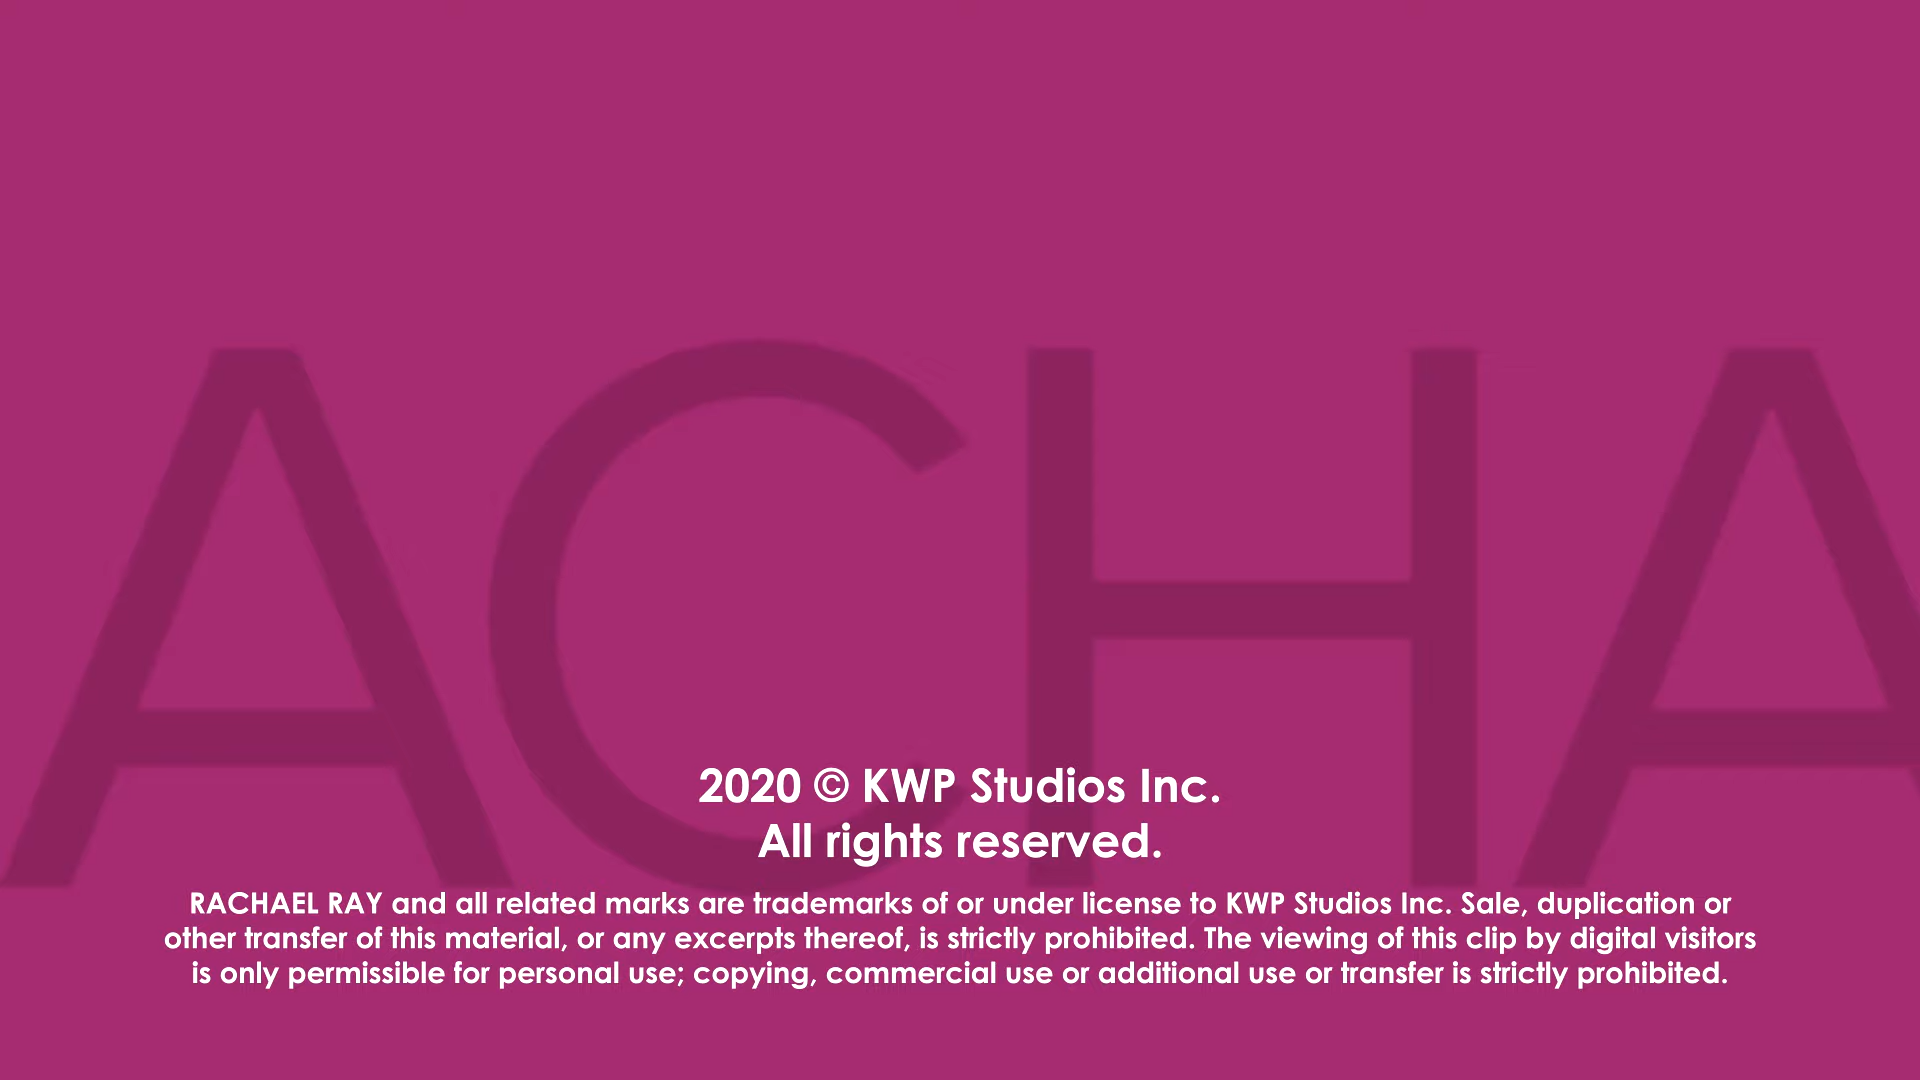 ACHA
2020 © KWP Studios Inc.
All rights reserved.
RACHAEL RAY and all related marks are trademarks of or under license to KWP Studios Inc. Sale, duplication or
other transfer of this material, or any excerpts thereof, is strictly prohibited. The viewing of this clip by digital visitors
is only permissible for personal use; copying, commercial use or additional use or transfer is strictly prohibited.